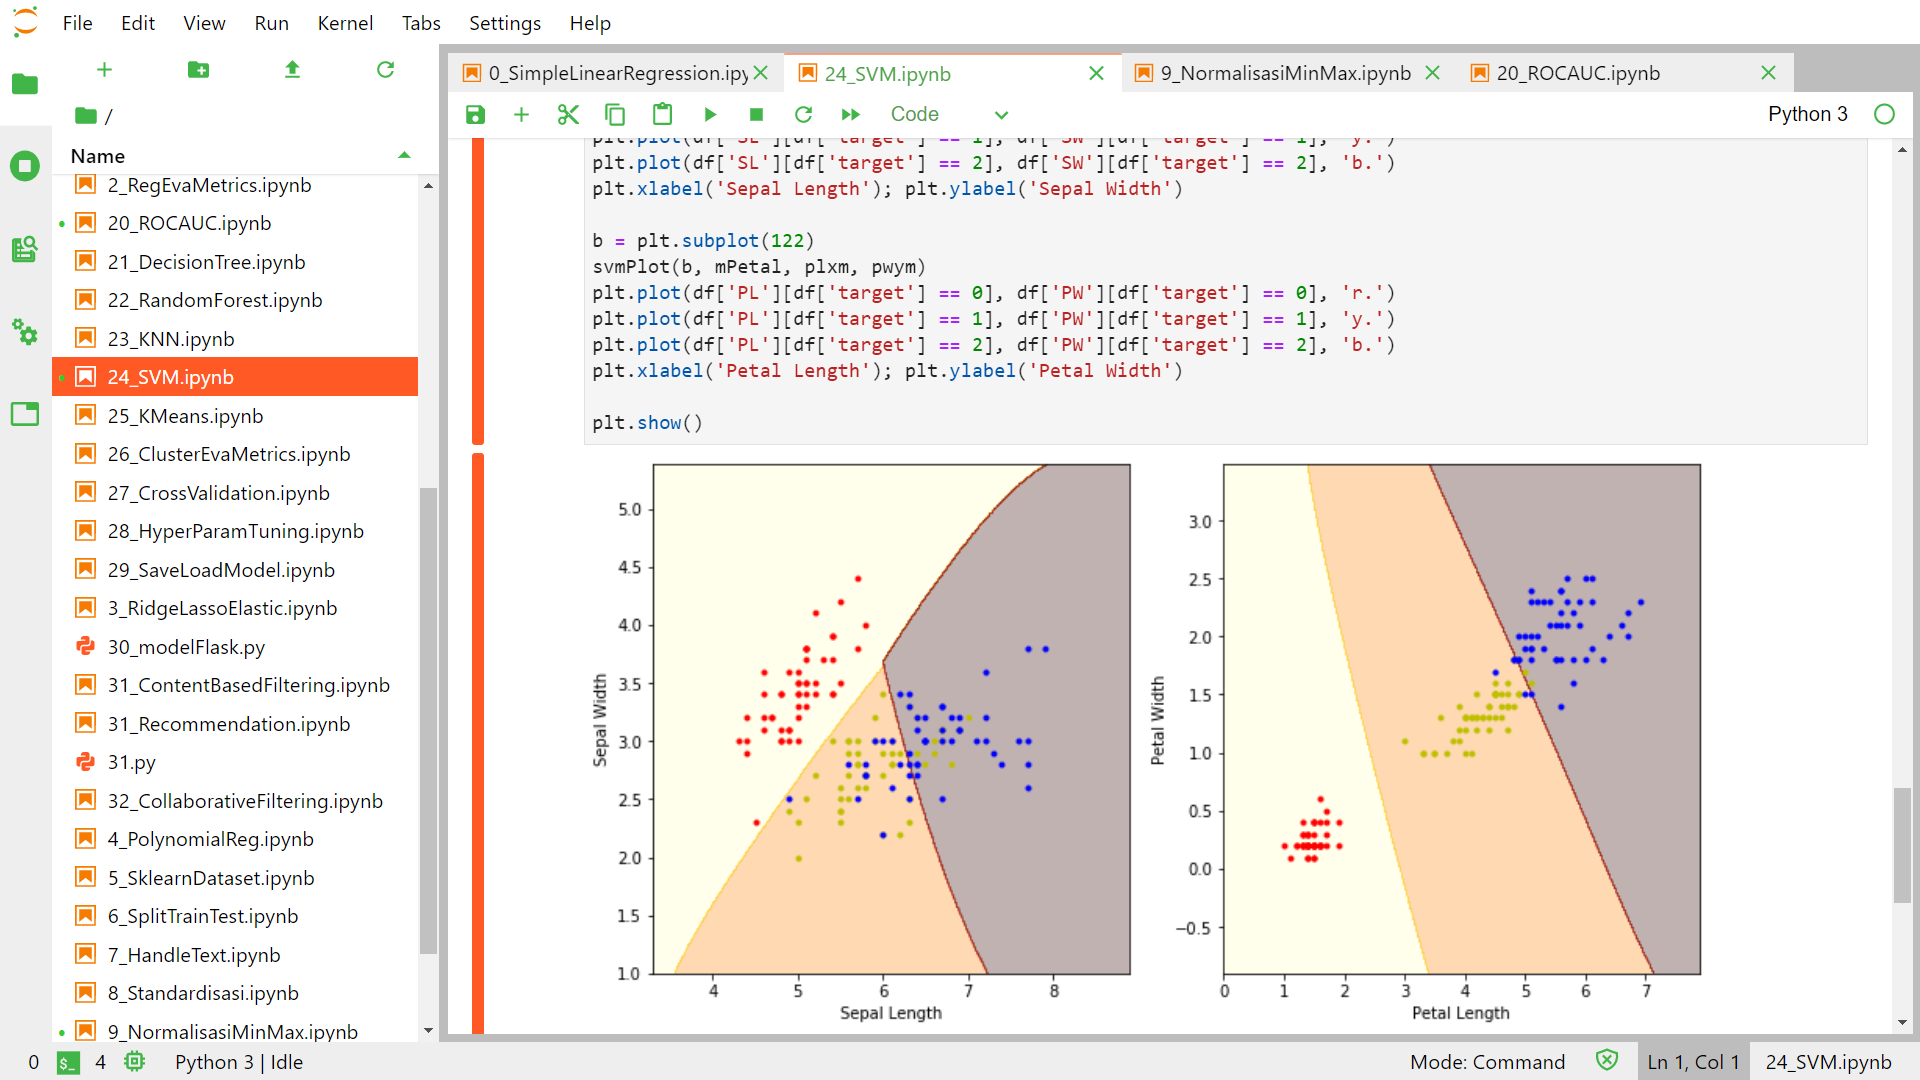 File Edit View Run Kernel Tabs Settings Help
0_SimpleLinearRegression.ipy
24_SVM.ipynb
9_NormalisasiMinMax.ipynb
20_ROCAUC.ipynb
Code
Python 3
/
Name
2_RegEvaMetrics.ipynb
20_ROCAUC.ipynb
21_DecisionTree.ipynb
22_RandomForest.ipynb
23_KNN.ipynb
24_SVM.ipynb
25_KMeans.ipynb
26_ClusterEvaMetrics.ipynb
27_CrossValidation.ipynb
28_HyperParamTuning.ipynb
29_SaveLoadModel.ipynb
3_RidgeLassoElastic.ipynb
30_modelFlask.py
31_ContentBasedFiltering.ipynb
31_Recommendation.ipynb
31.py
32_CollaborativeFiltering.ipynb
4_PolynomialReg.ipynb
5_SklearnDataset.ipynb
6_SplitTrainTest.ipynb
7_HandleText.ipynb
8_Standardisasi.ipynb
9_NormalisasiMinMax.ipynb
plt.plot(df['SL'][df['target'] == 1], df['SW'][df['target'] == 1], 'y.')
plt.plot(df['SL'][df['target'] == 2], df['SW'][df['target'] == 2], 'b.')
plt.xlabel('Sepal Length'); plt.ylabel('Sepal Width')
b = plt.subplot(122)
svmPlot(b, mPetal, plxm, pwym)
plt.plot(df['PL'][df['target'] == 0], df['PW'][df['target'] == 0], 'r.')
plt.plot(df['PL'][df['target'] == 1], df['PW'][df['target'] == 1], 'y.')
plt.plot(df['PL'][df['target'] == 2], df['PW'][df['target'] == 2], 'b.')
plt.xlabel('Petal Length'); plt.ylabel('Petal Width')
plt.show()
5.0
4.5
4.0
3.5
3.0
2.5
2.0
1.5
1.0
Sepal Width
4 5 6 7 8
Sepal Length
3.0
2.5
2.0
1.5
1.0
0.5
0.0
−0.5
Petal Width
0 1 2 3 4 5 6 7
Petal Length
0 $_ 4 Python 3 | Idle
Mode: Command
Ln 1, Col 1
24_SVM.ipynb